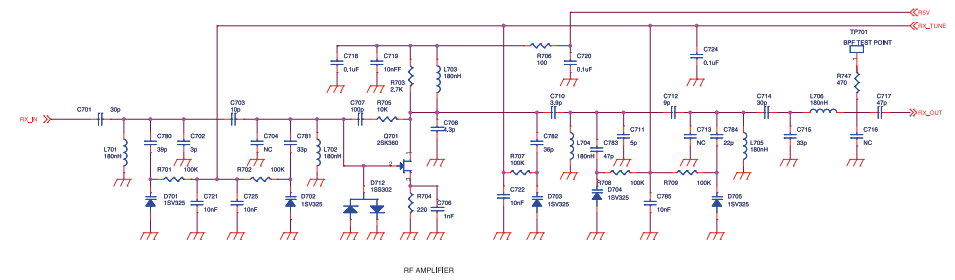 R5V
RX_TUNE
TP701
BPF TEST POINT
C718
0.1uF
C719
10nFF
R703
2.7K
L703
180nH
R706
100
C720
0.1uF
C724
0.1uF
R747
470
C701
30p
C703
10p
C707
100p
R705
10K
C710
3.9p
C712
9p
C714
30p
L706
180nH
C717
47p
RX_IN
RX_OUT
L701
180nH
C780
39p
C702
3p
C704
NC
C781
33p
L702
180nH
Q701
2SK360
C708
4.3p
C782
36p
L704
180nH
C783
47p
C711
5p
C713
NC
C784
22p
L705
180nH
C715
33p
C716
NC
R701
100K
R702
100K
R707
100K
R708
100K
R709
100K
1
2
3
1
D701
1SV325
C721
10nF
C725
10nF
D702
1SV325
D712
1SS302
R704
220
C706
1nF
C722
10nF
D703
1SV325
D704
1SV325
C785
10nF
D705
1SV325
RF AMPLIFIER